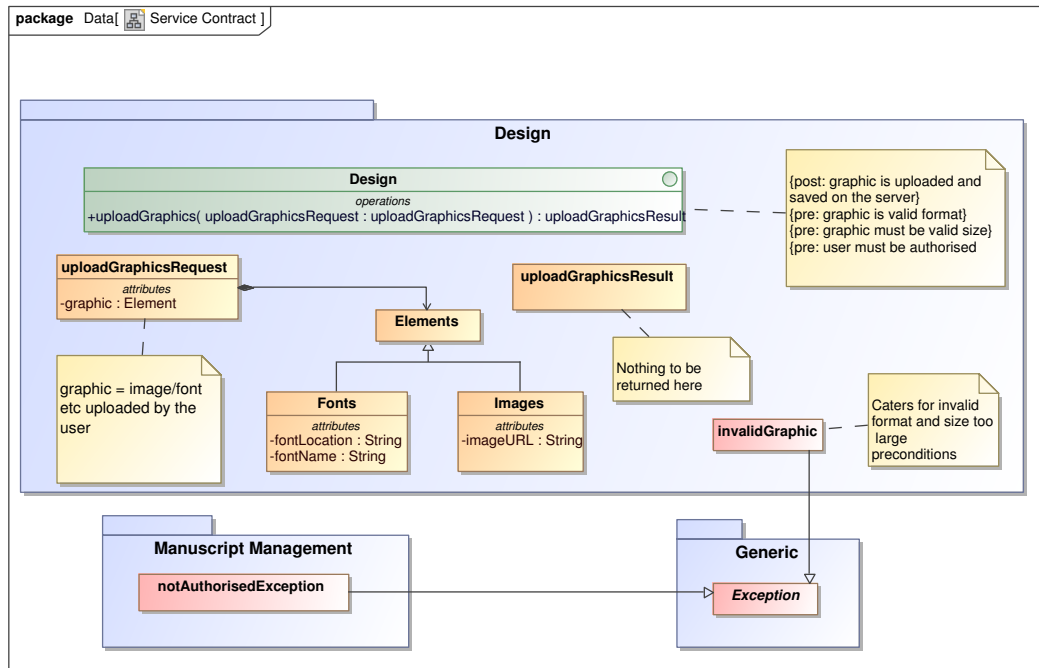 package Data[ Service Contract ]
Design
Design
operations
+uploadGraphics( uploadGraphicsRequest : uploadGraphicsRequest ) : uploadGraphicsResult
{post: graphic is uploaded and
saved on the server}
{pre: graphic is valid format}
{pre: graphic must be valid size}
{pre: user must be authorised
uploadGraphicsRequest
attributes
-graphic : Element
uploadGraphicsResult
Elements
graphic = image/font
etc uploaded by the
user
Nothing to be
returned here
Fonts
attributes
-fontLocation : String
-fontName : String
Images
attributes
-imageURL : String
invalidGraphic
Caters for invalid
format and size too
large
preconditions
Manuscript Management
notAuthorisedException
Generic
Exception